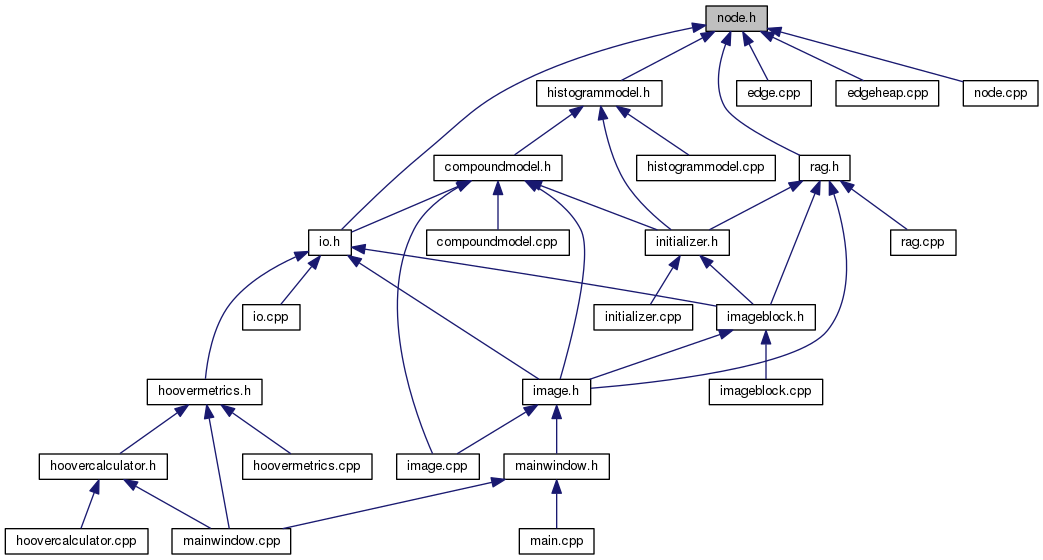 node.h
histogrammodel.h
edge.cpp
edgeheap.cpp
node.cpp
compoundmodel.h
histogrammodel.cpp
rag.h
io.h
compoundmodel.cpp
initializer.h
rag.cpp
io.cpp
initializer.cpp
imageblock.h
hoovermetrics.h
image.h
imageblock.cpp
hoovercalculator.h
hoovermetrics.cpp
image.cpp
mainwindow.h
hoovercalculator.cpp
mainwindow.cpp
main.cpp